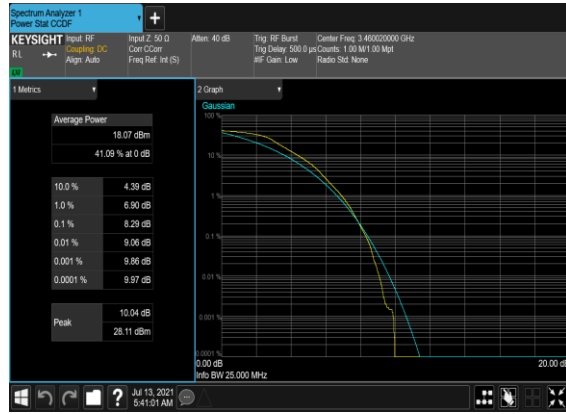 Spectrum Analyzer 1
Power Stat CCDF
KEYSIGHT
RL
Input: RF
Coupling: DC
Align: Auto
Input Z: 50 Ω
Corr CCorr
Freq Ref: Int (S)
Atten: 40 dB
Trig: RF Burst
Trig Delay: 500.0 µs
#IF Gain: Low
Center Freq: 3.460020000 GHz
Counts: 1.00 M/1.00 Mpt
Radio Std: None
1 Metrics
Average Power
18.07 dBm
41.09 % at 0 dB
10.0 % 4.39 dB
1.0 % 6.90 dB
0.1 % 8.29 dB
0.01 % 9.06 dB
0.001 % 9.86 dB
0.0001 % 9.97 dB
Peak
10.04 dB
28.11 dBm
2 Graph
Gaussian
100 %
10 %
1 %
0.1 %
0.01 %
0.001 %
0.0001 %
0.00 dB
20.00 dB
Info BW 25.000 MHz
?
Jul 13, 2021
5:41:01 AM